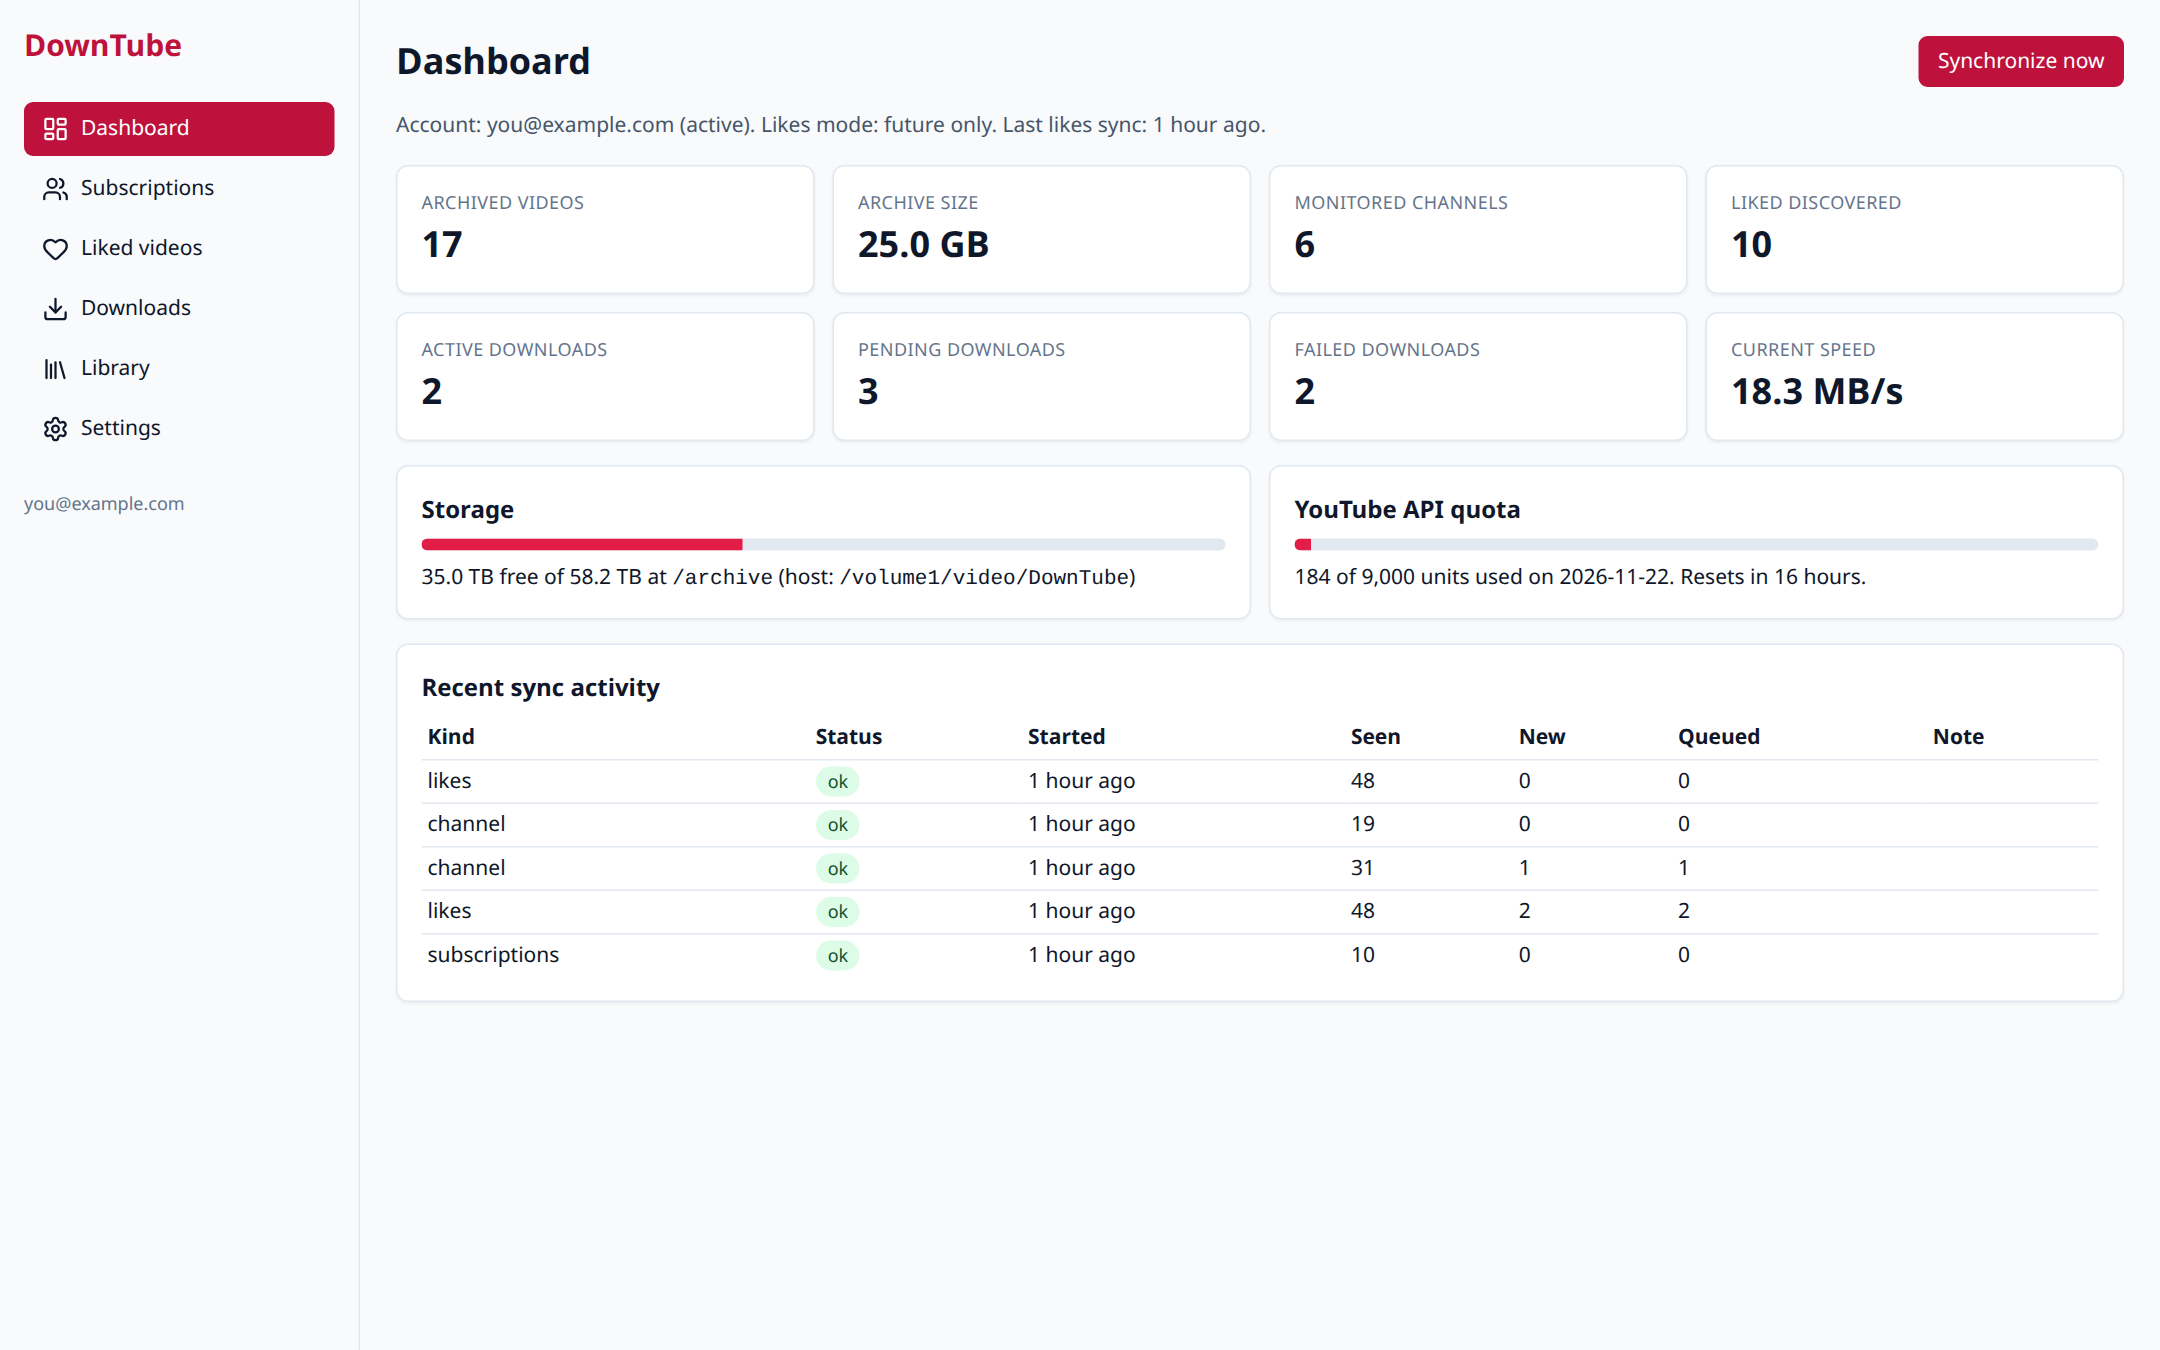 DownTube
Dashboard
Subscriptions
Liked videos
Downloads
Library
Settings
you@example.com
Dashboard
Synchronize now
Account: you@example.com (active). Likes mode: future only. Last likes sync: 1 hour ago.
ARCHIVED VIDEOS
17
ARCHIVE SIZE
25.0 GB
MONITORED CHANNELS
6
LIKED DISCOVERED
10
ACTIVE DOWNLOADS
2
PENDING DOWNLOADS
3
FAILED DOWNLOADS
2
CURRENT SPEED
18.3 MB/s
Storage
35.0 TB free of 58.2 TB at /archive (host: /volume1/video/DownTube)
YouTube API quota
184 of 9,000 units used on 2026-11-22. Resets in 16 hours.
Recent sync activity
Kind Status Started Seen New Queued Note
likes ok 1 hour ago 48 0 0
channel ok 1 hour ago 19 0 0
channel ok 1 hour ago 31 1 1
likes ok 1 hour ago 48 2 2
subscriptions ok 1 hour ago 10 0 0